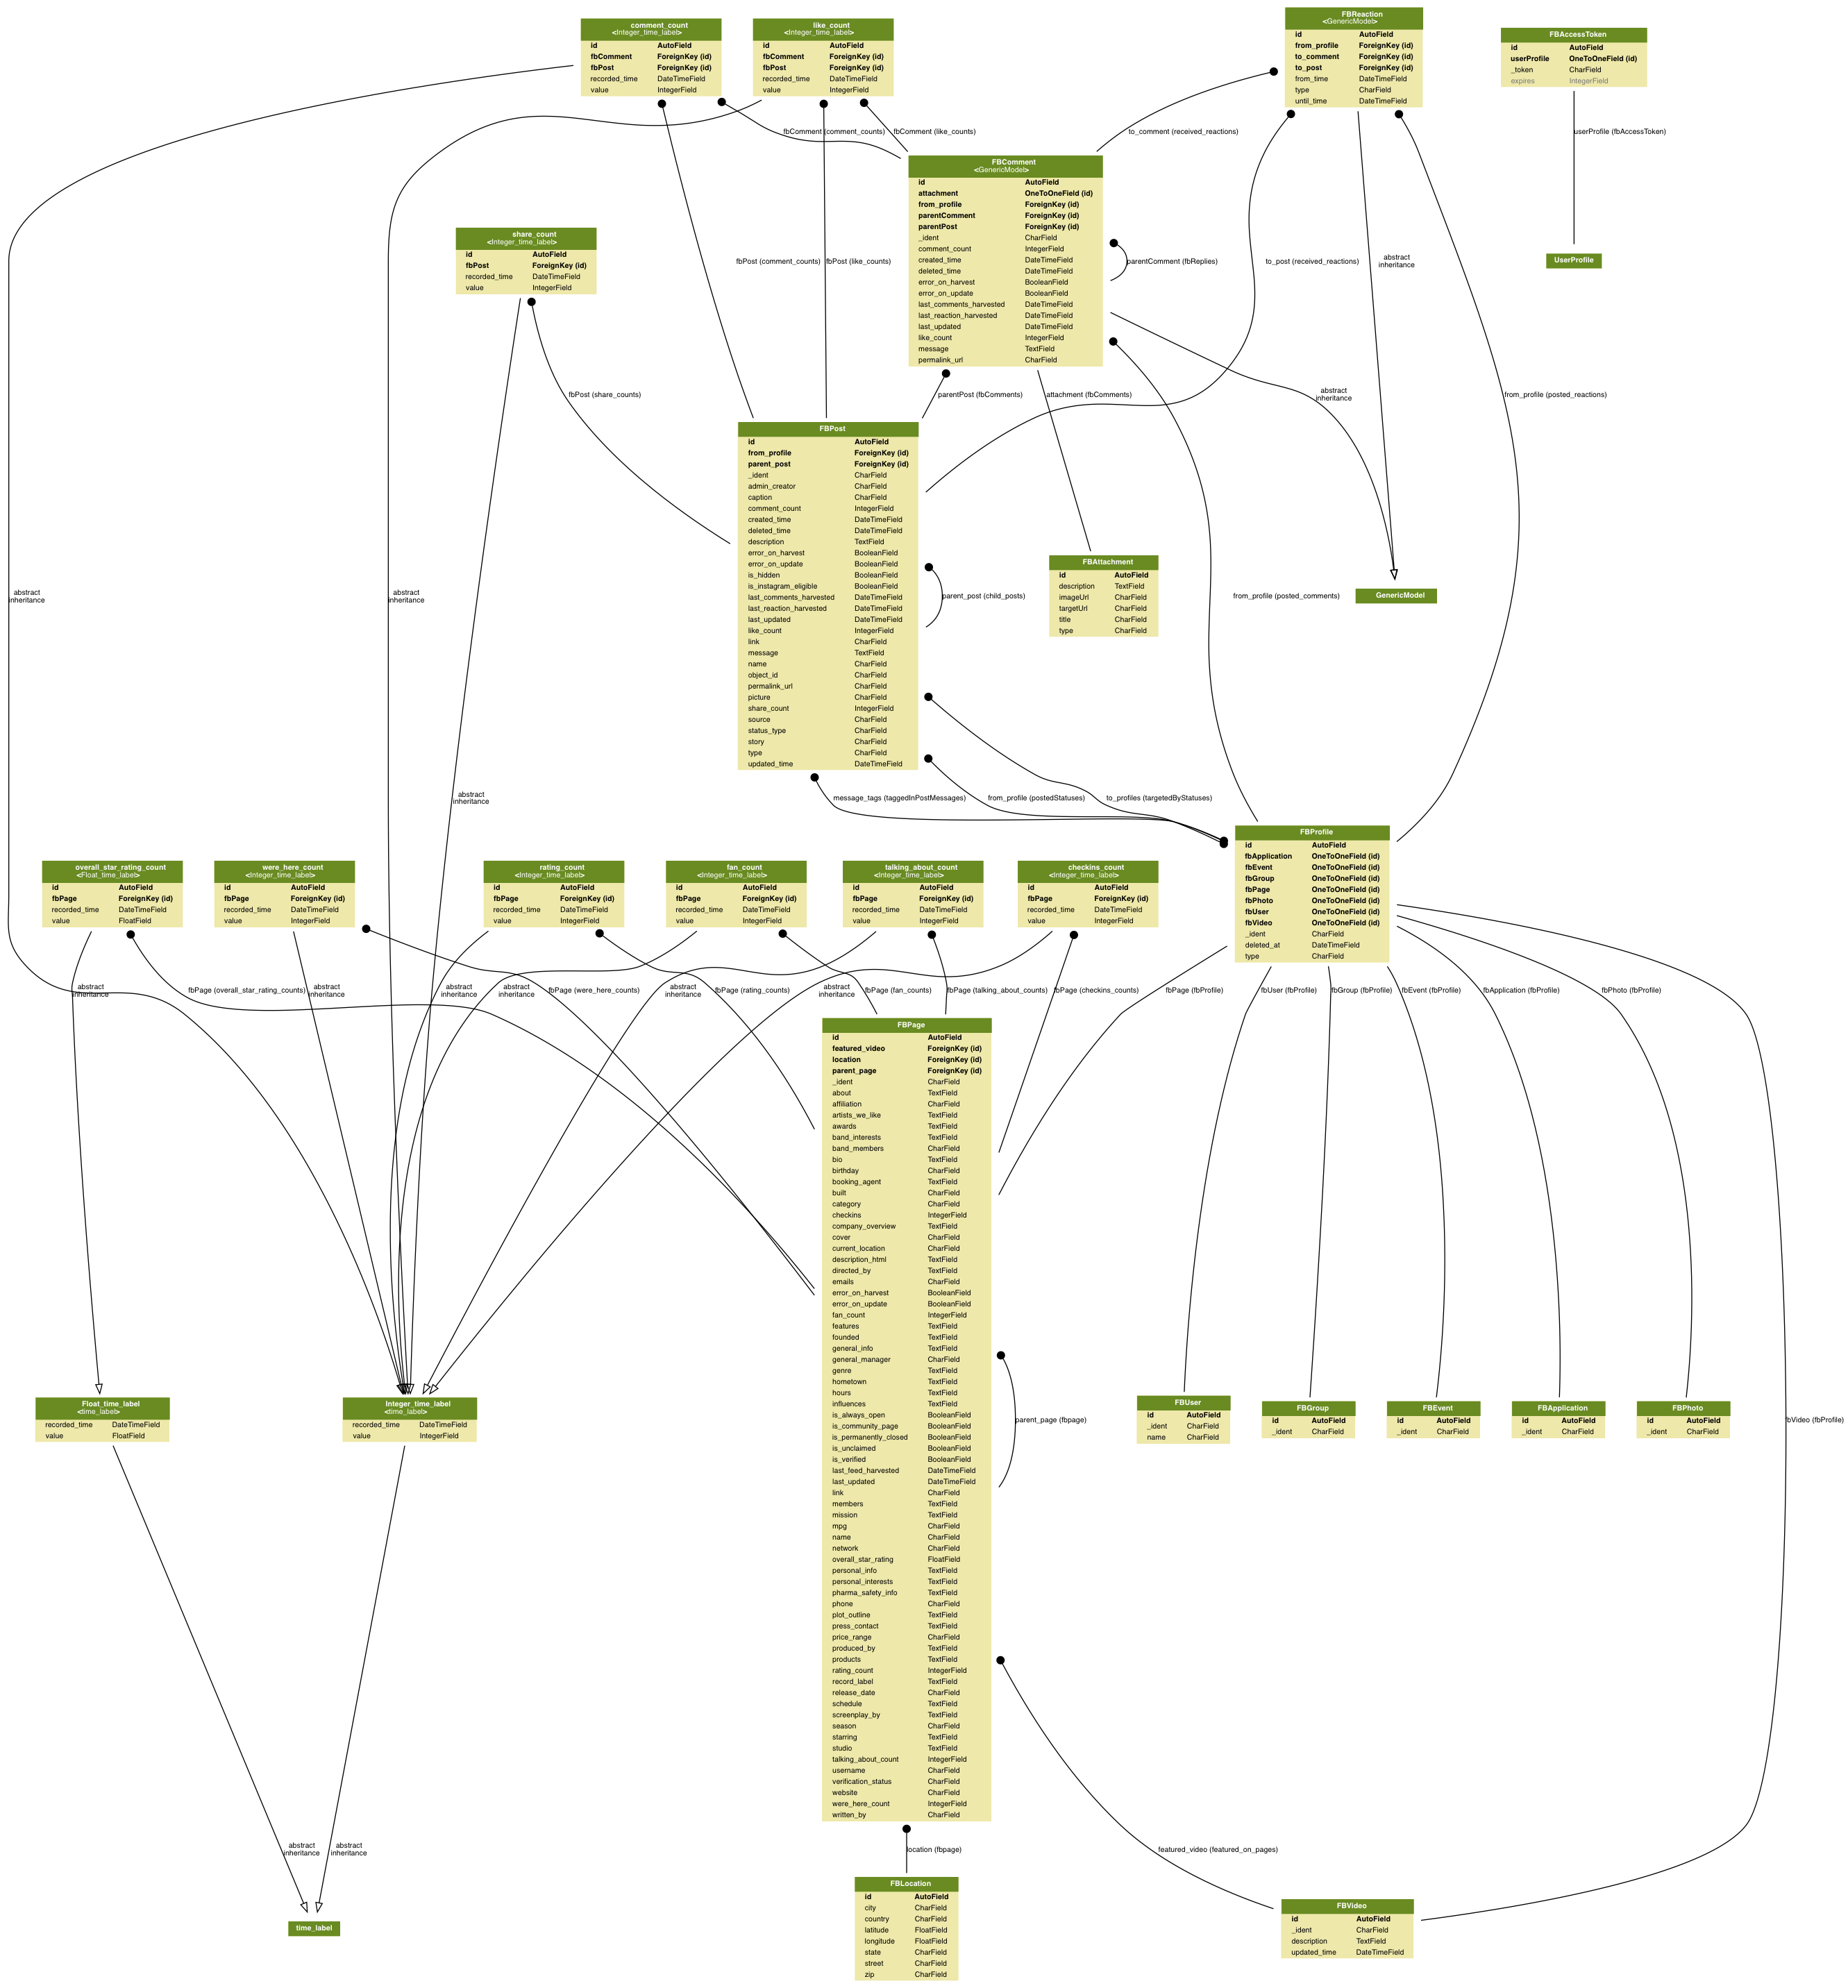 comment_count
<Integer_time_label>
id AutoField
fbComment ForeignKey (id)
fbPost ForeignKey (id)
recorded_time DateTimeField
value IntegerField
like_count
<Integer_time_label>
id AutoField
fbComment ForeignKey (id)
fbPost ForeignKey (id)
recorded_time DateTimeField
value IntegerField
FBReaction
<GenericModel>
id AutoField
from_profile ForeignKey (id)
to_comment ForeignKey (id)
to_post ForeignKey (id)
from_time DateTimeField
type CharField
until_time DateTimeField
FBAccessToken
id AutoField
userProfile OneToOneField (id)
_token CharField
expires IntegerField
fbComment (comment_counts)
fbComment (like_counts)
to_comment (received_reactions)
userProfile (fbAccessToken)
FBComment
<GenericModel>
id AutoField
attachment OneToOneField (id)
from_profile ForeignKey (id)
parentComment ForeignKey (id)
parentPost ForeignKey (id)
_ident CharField
comment_count IntegerField
created_time DateTimeField
deleted_time DateTimeField
error_on_harvest BooleanField
error_on_update BooleanField
last_comments_harvested DateTimeField
last_reaction_harvested DateTimeField
last_updated DateTimeField
like_count IntegerField
message TextField
permalink_url CharField
share_count
<Integer_time_label>
id AutoField
fbPost ForeignKey (id)
recorded_time DateTimeField
value IntegerField
fbPost (comment_counts)
fbPost (like_counts)
parentComment (fbReplies)
to_post (received_reactions)
abstract
inheritance
UserProfile
fbPost (share_counts)
parentPost (fbComments)
attachment (fbComments)
abstract
inheritance
from_profile (posted_reactions)
FBPost
id AutoField
from_profile ForeignKey (id)
parent_post ForeignKey (id)
_ident CharField
admin_creator CharField
caption CharField
comment_count IntegerField
created_time DateTimeField
deleted_time DateTimeField
description TextField
error_on_harvest BooleanField
error_on_update BooleanField
is_hidden BooleanField
is_instagram_eligible BooleanField
last_comments_harvested DateTimeField
last_reaction_harvested DateTimeField
last_updated DateTimeField
like_count IntegerField
link CharField
message TextField
name CharField
object_id CharField
permalink_url CharField
picture CharField
share_count IntegerField
source CharField
status_type CharField
story CharField
type CharField
updated_time DateTimeField
abstract
inheritance
abstract
inheritance
parent_post (child_posts)
FBAttachment
id AutoField
description TextField
imageUrl CharField
targetUrl CharField
title CharField
type CharField
from_profile (posted_comments)
GenericModel
abstract
inheritance
message_tags (taggedInPostMessages)
from_profile (postedStatuses)
to_profiles (targetedByStatuses)
FBProfile
id AutoField
fbApplication OneToOneField (id)
fbEvent OneToOneField (id)
fbGroup OneToOneField (id)
fbPage OneToOneField (id)
fbPhoto OneToOneField (id)
fbUser OneToOneField (id)
fbVideo OneToOneField (id)
_ident CharField
deleted_at DateTimeField
type CharField
overall_star_rating_count
<Float_time_label>
id AutoField
fbPage ForeignKey (id)
recorded_time DateTimeField
value FloatField
were_here_count
<Integer_time_label>
id AutoField
fbPage ForeignKey (id)
recorded_time DateTimeField
value IntegerField
rating_count
<Integer_time_label>
id AutoField
fbPage ForeignKey (id)
recorded_time DateTimeField
value IntegerField
fan_count
<Integer_time_label>
id AutoField
fbPage ForeignKey (id)
recorded_time DateTimeField
value IntegerField
talking_about_count
<Integer_time_label>
id AutoField
fbPage ForeignKey (id)
recorded_time DateTimeField
value IntegerField
checkins_count
<Integer_time_label>
id AutoField
fbPage ForeignKey (id)
recorded_time DateTimeField
value IntegerField
abstract
inheritance
fbPage (overall_star_rating_counts)
abstract
inheritance
abstract
inheritance
abstract
inheritance
fbPage (were_here_counts)
abstract
inheritance
fbPage (rating_counts)
abstract
inheritance
fbPage (fan_counts)
fbPage (talking_about_counts)
fbPage (checkins_counts)
fbPage (fbProfile)
fbUser (fbProfile)
fbGroup (fbProfile)
fbEvent (fbProfile)
fbApplication (fbProfile)
fbPhoto (fbProfile)
FBPage
id AutoField
featured_video ForeignKey (id)
location ForeignKey (id)
parent_page ForeignKey (id)
_ident CharField
about TextField
affiliation CharField
artists_we_like TextField
awards TextField
band_interests TextField
band_members CharField
bio TextField
birthday CharField
booking_agent TextField
built CharField
category CharField
checkins IntegerField
company_overview TextField
cover CharField
current_location CharField
description_html TextField
directed_by TextField
emails CharField
error_on_harvest BooleanField
error_on_update BooleanField
fan_count IntegerField
features TextField
founded TextField
general_info TextField
general_manager CharField
genre TextField
hometown TextField
hours TextField
influences TextField
is_always_open BooleanField
is_community_page BooleanField
is_permanently_closed BooleanField
is_unclaimed BooleanField
is_verified BooleanField
last_feed_harvested DateTimeField
last_updated DateTimeField
link CharField
members TextField
mission TextField
mpg CharField
name CharField
network CharField
overall_star_rating FloatField
personal_info TextField
personal_interests TextField
pharma_safety_info TextField
phone CharField
plot_outline TextField
press_contact TextField
price_range CharField
produced_by TextField
products TextField
rating_count IntegerField
record_label TextField
release_date CharField
schedule TextField
screenplay_by TextField
season CharField
starring TextField
studio TextField
talking_about_count IntegerField
username CharField
verification_status CharField
website CharField
were_here_count IntegerField
written_by CharField
Float_time_label
<time_label>
recorded_time DateTimeField
value FloatField
Integer_time_label
<time_label>
recorded_time DateTimeField
value IntegerField
parent_page (fbpage)
FBUser
id AutoField
_ident CharField
name CharField
FBGroup
id AutoField
_ident CharField
FBEvent
id AutoField
_ident CharField
FBApplication
id AutoField
_ident CharField
FBPhoto
id AutoField
_ident CharField
fbVideo (fbProfile)
abstract
inheritance
abstract
inheritance
location (fbpage)
featured_video (featured_on_pages)
time_label
FBLocation
id AutoField
city CharField
country CharField
latitude FloatField
longitude FloatField
state CharField
street CharField
zip CharField
FBVideo
id AutoField
_ident CharField
description TextField
updated_time DateTimeField